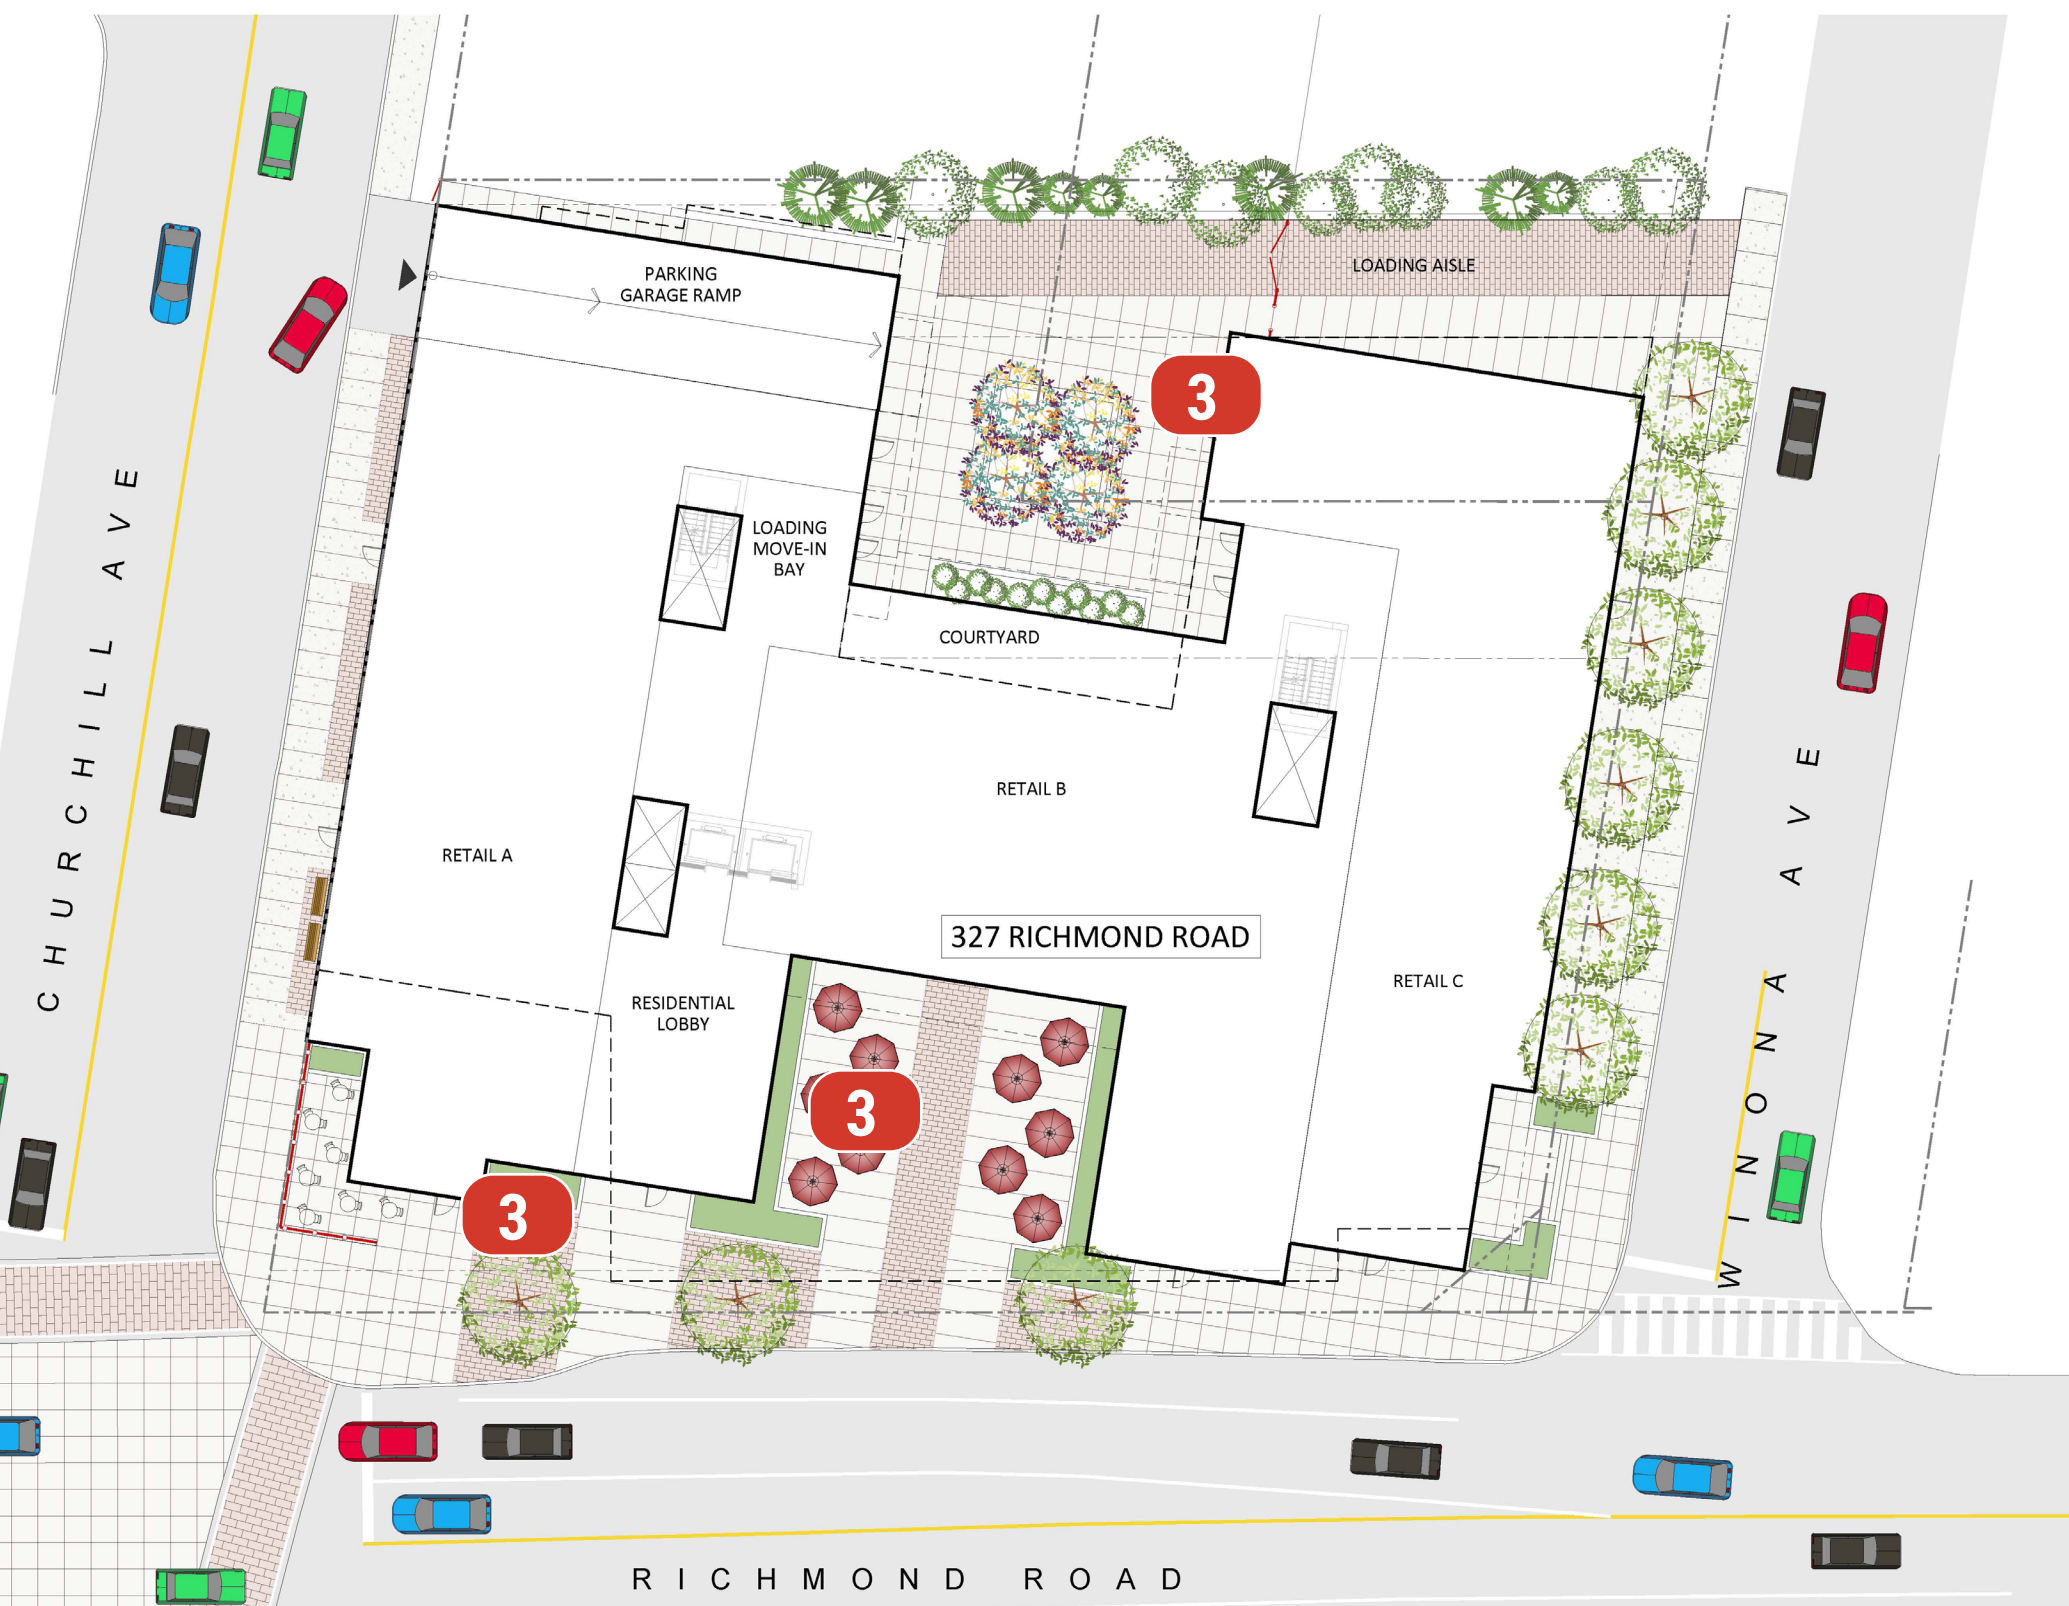 PARKING
GARAGE RAMP
LOADING AISLE
3
CHURCHILL AVE
LOADING
MOVE-IN
BAY
COURTYARD
RETAIL B
WINONA AVE
RETAIL A
327 RICHMOND ROAD
RETAIL C
RESIDENTIAL
LOBBY
3
3
RICHMOND ROAD